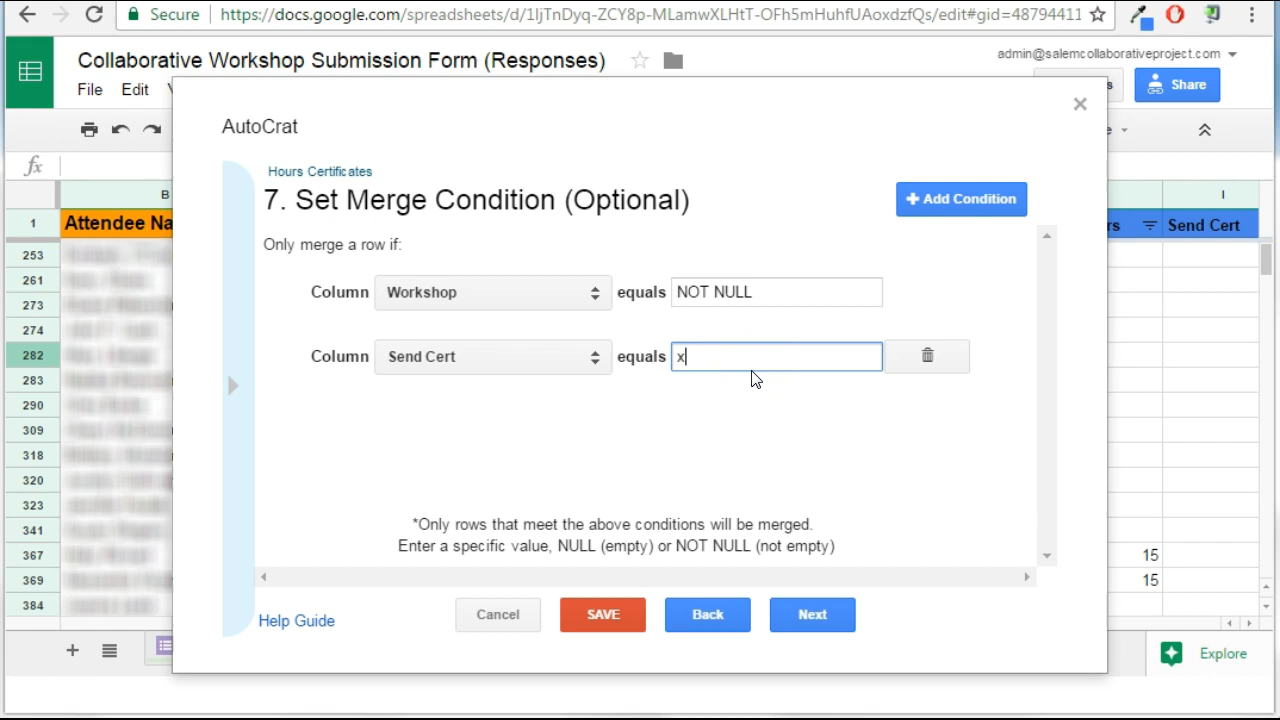 Secure https://docs.google.com/spreadsheets/d/1IjTnDyq-ZCY8p-MLamwXLHtT-OFh5mHuhfUAoxdzfQs/edit#gid=48794411
Collaborative Workshop Submission Form (Responses)
admin@salemcollaborativeproject.com
File Edit
Share
AutoCrat
fx
Hours Certificates
7. Set Merge Condition (Optional)
+ Add Condition
B I
1 Attendee Na rs Send Cert
Only merge a row if:
253
261
273
274
282
283
290
309
318
320
323
341
367 15
369 15
384
Column Workshop equals NOT NULL
Column Send Cert equals x
*Only rows that meet the above conditions will be merged.
Enter a specific value, NULL (empty) or NOT NULL (not empty)
Help Guide
Cancel SAVE Back Next
Explore